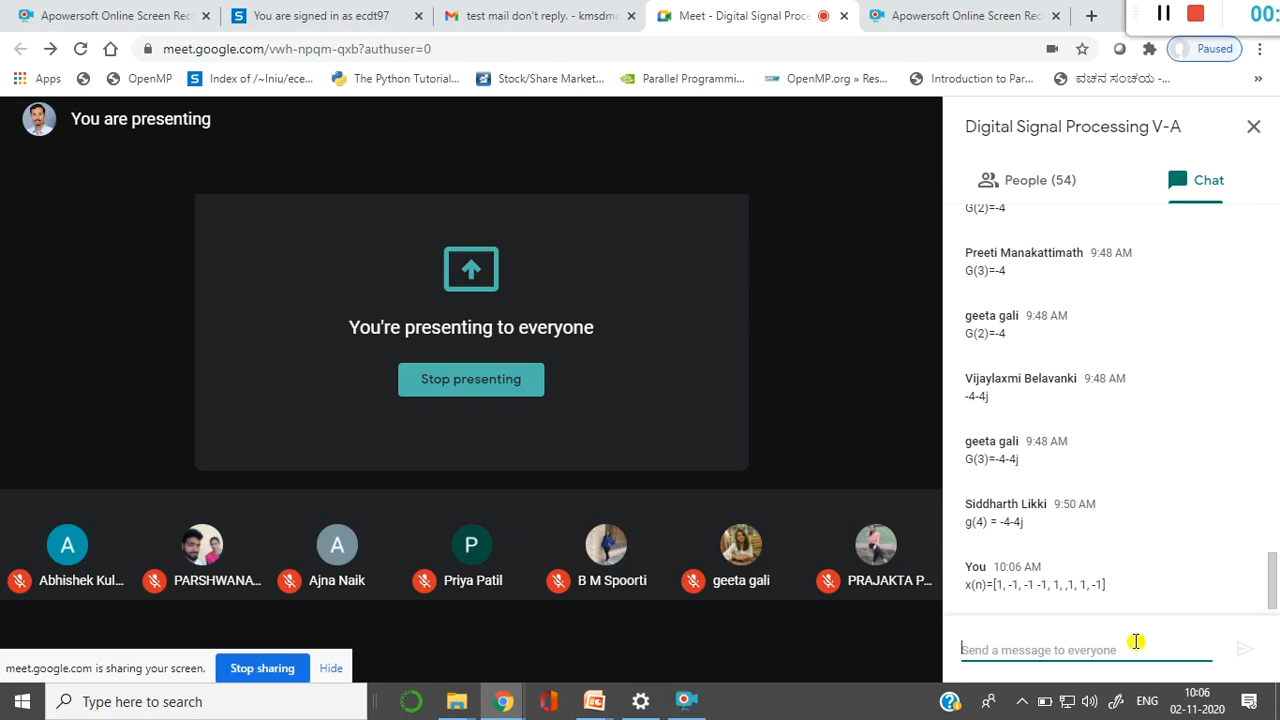 Apowersoft Online Screen Rec
You are signed in as ecdt97
test mail don't reply. - kmsdme
Meet - Digital Signal Proce
Apowersoft Online Screen Rec
00:
meet.google.com/vwh-npqm-qxb?authuser=0
Paused
Apps
OpenMP
Index of /~lniu/ece...
The Python Tutorial...
Stock/Share Market...
Parallel Programmi...
OpenMP.org » Res...
Introduction to Par...
ವಚನ ಸಂಚಯ -...
You are presenting
You're presenting to everyone
Stop presenting
Abhishek Kul...
PARSHWANA...
Ajna Naik
Priya Patil
B M Spoorti
geeta gali
PRAJAKTA P...
Digital Signal Processing V-A
People (54)
Chat
G(2)=-4
Preeti Manakattimath 9:48 AM
G(3)=-4
geeta gali 9:48 AM
G(2)=-4
Vijaylaxmi Belavanki 9:48 AM
-4-4j
geeta gali 9:48 AM
G(3)=-4-4j
Siddharth Likki 9:50 AM
g(4) = -4-4j
You 10:06 AM
x(n)=[1, -1, -1 -1, 1, ,1, 1, -1]
Send a message to everyone
meet.google.com is sharing your screen.
Stop sharing
Hide
Type here to search
ENG
10:06
02-11-2020